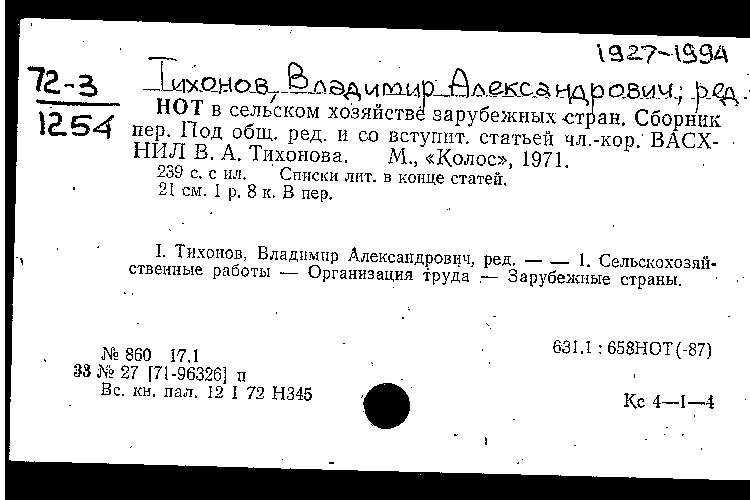 1927-1994
72-3
1254
Тихонов, Владимир Александрович, ред.
НОТ в сельском хозяйстве зарубежных стран. Сборник
пер. Под общ. ред. и со вступит. статьей чл.-кор. ВАСХ-
НИЛ В. А. Тихонова. М., «Колос», 1971.
239 с. с ил. Списки лит. в конце статей.
21 см. 1 р. 8 к. В пер.
I. Тихонов, Владимир Александрович, ред. — — 1. Сельскохозяй-
ственные работы — Организация труда — Зарубежные страны.
№ 860 17.1
33 № 27 [71-96326] п
Вс. кн. пал. 12 I 72 Н345
631.1 : 658НОТ(-87)
Кс 4—1—4